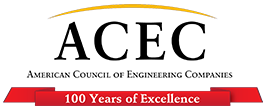 ACEC
American Council of Engineering Companies
100 Years of Excellence